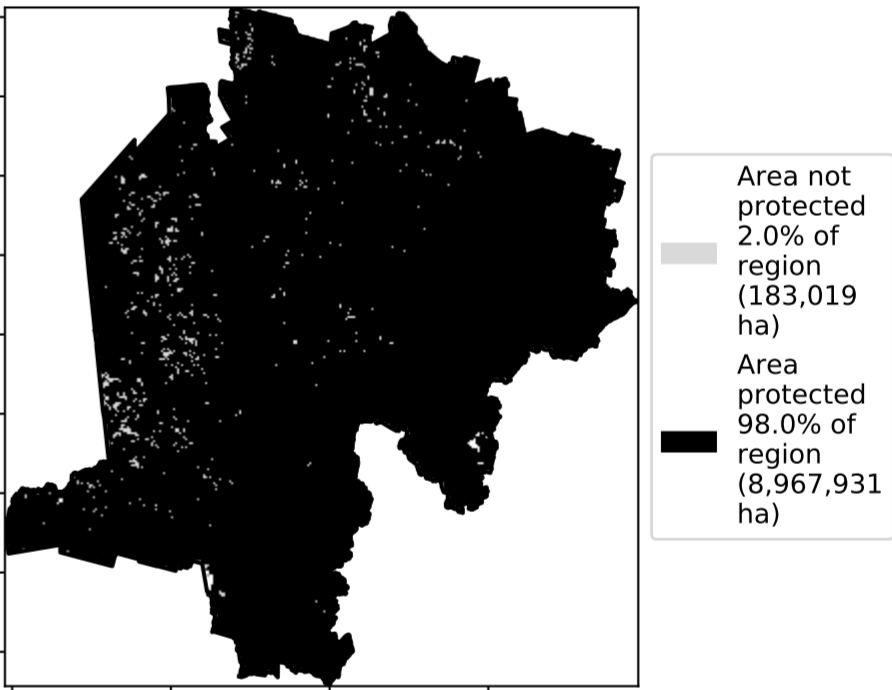 Area not
protected
2.0% of
region
(183,019
ha)
Area
protected
98.0% of
region
(8,967,931
ha)